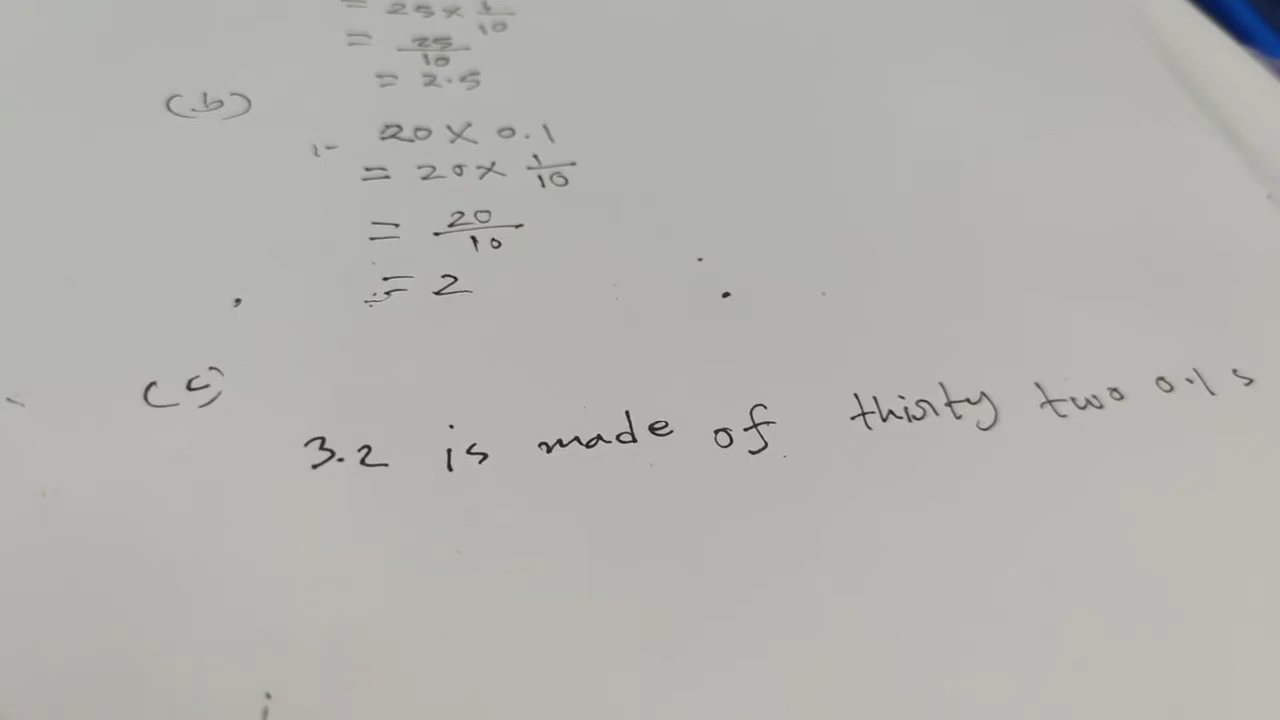 = 25 × 1/10
= 25/10
= 2.5
(b)
:- 20 × 0.1
= 20 × 1/10
= 20/10
= 2
(c)
3.2 is made of thirty two 0.1 s